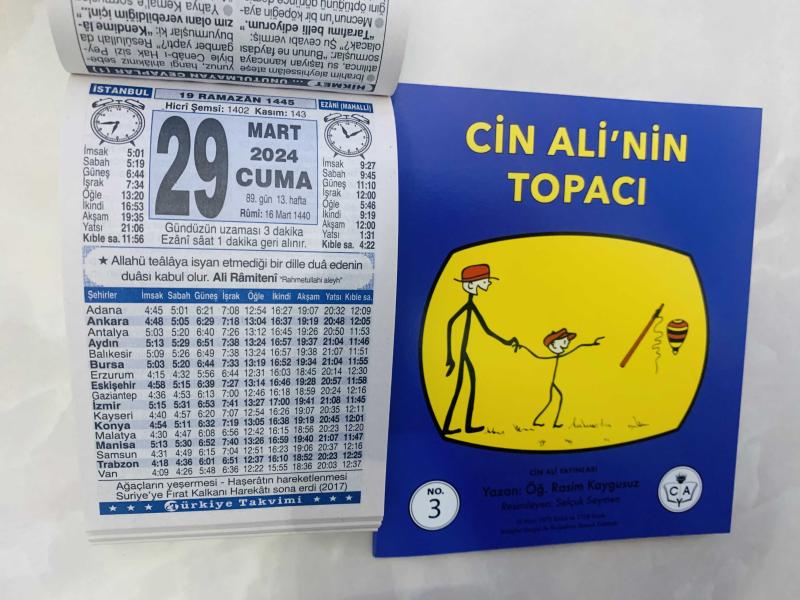 HİKMET ... UNUTULMAYAN CEVAPLAR (1)
İSTANBUL
19 RAMAZÂN 1445
Hicrî Şemsî: 1402 Kasım: 143
EZÂNÎ (MAHALLÎ)
29
MART
2024
CUMA
89. gün 13. hafta
Rûmî: 16 Mart 1440
İmsak 5:01
Sabah 5:19
Güneş 6:44
İşrak 7:34
Öğle 13:20
İkindi 16:53
Akşam 19:35
Yatsı 21:06
Kıble sa. 11:56
İmsak 9:27
Sabah 9:45
Güneş 11:10
İşrak 12:00
Öğle 5:46
İkindi 9:19
Akşam 12:00
Yatsı 1:31
Kıble sa. 4:22
Gündüzün uzaması 3 dakika
Ezânî sâat 1 dakika geri alınır.
★ Allahü teâlâya isyan etmediği bir dille duâ edenin
duâsı kabul olur. Ali Râmitenî "Rahmetullahi aleyh"
Şehirler İmsak Sabah Güneş İşrak Öğle İkindi Akşam Yatsı Kıble sa.
Adana 4:45 5:01 6:21 7:08 12:54 16:27 19:07 20:32 12:09
Ankara 4:48 5:05 6:29 7:18 13:04 16:37 19:19 20:48 12:05
Antalya 5:03 5:20 6:40 7:26 13:12 16:45 19:26 20:50 11:53
Aydın 5:13 5:29 6:51 7:38 13:24 16:57 19:37 21:04 11:46
Balıkesir 5:09 5:26 6:49 7:38 13:24 16:57 19:38 21:07 11:51
Bursa 5:03 5:20 6:44 7:33 13:19 16:52 19:34 21:04 11:55
Erzurum 4:15 4:32 5:56 6:44 12:31 16:03 18:45 20:14 12:30
Eskişehir 4:58 5:15 6:39 7:27 13:14 16:46 19:28 20:57 11:58
Gaziantep 4:36 4:53 6:13 7:00 12:46 16:18 18:59 20:24 12:16
İzmir 5:15 5:31 6:53 7:41 13:27 17:00 19:41 21:08 11:45
Kayseri 4:40 4:57 6:20 7:07 12:54 16:26 19:07 20:35 12:11
Konya 4:54 5:11 6:32 7:19 13:05 16:38 19:19 20:45 12:01
Malatya 4:30 4:47 6:08 6:56 12:42 16:15 18:56 20:23 12:20
Manisa 5:13 5:30 6:52 7:40 13:26 16:59 19:40 21:07 11:47
Samsun 4:31 4:49 6:15 7:04 12:51 16:23 19:06 20:37 12:16
Trabzon 4:18 4:36 6:01 6:51 12:37 16:10 18:52 20:23 12:25
Van 4:09 4:26 5:48 6:36 12:22 15:55 18:36 20:03 12:37
Ağaçların yeşermesi - Haşerâtın hareketlenmesi
Suriye'ye Fırat Kalkanı Harekâtı sona erdi (2017)
Türkiye Takvimi
CİN ALİ'NİN
TOPACI
CİN ALİ YAYINLARI
Yazan: Öğ. Rasim Kaygusuz
Resimleyen: Selçuk Seymen
NO.
3
C A